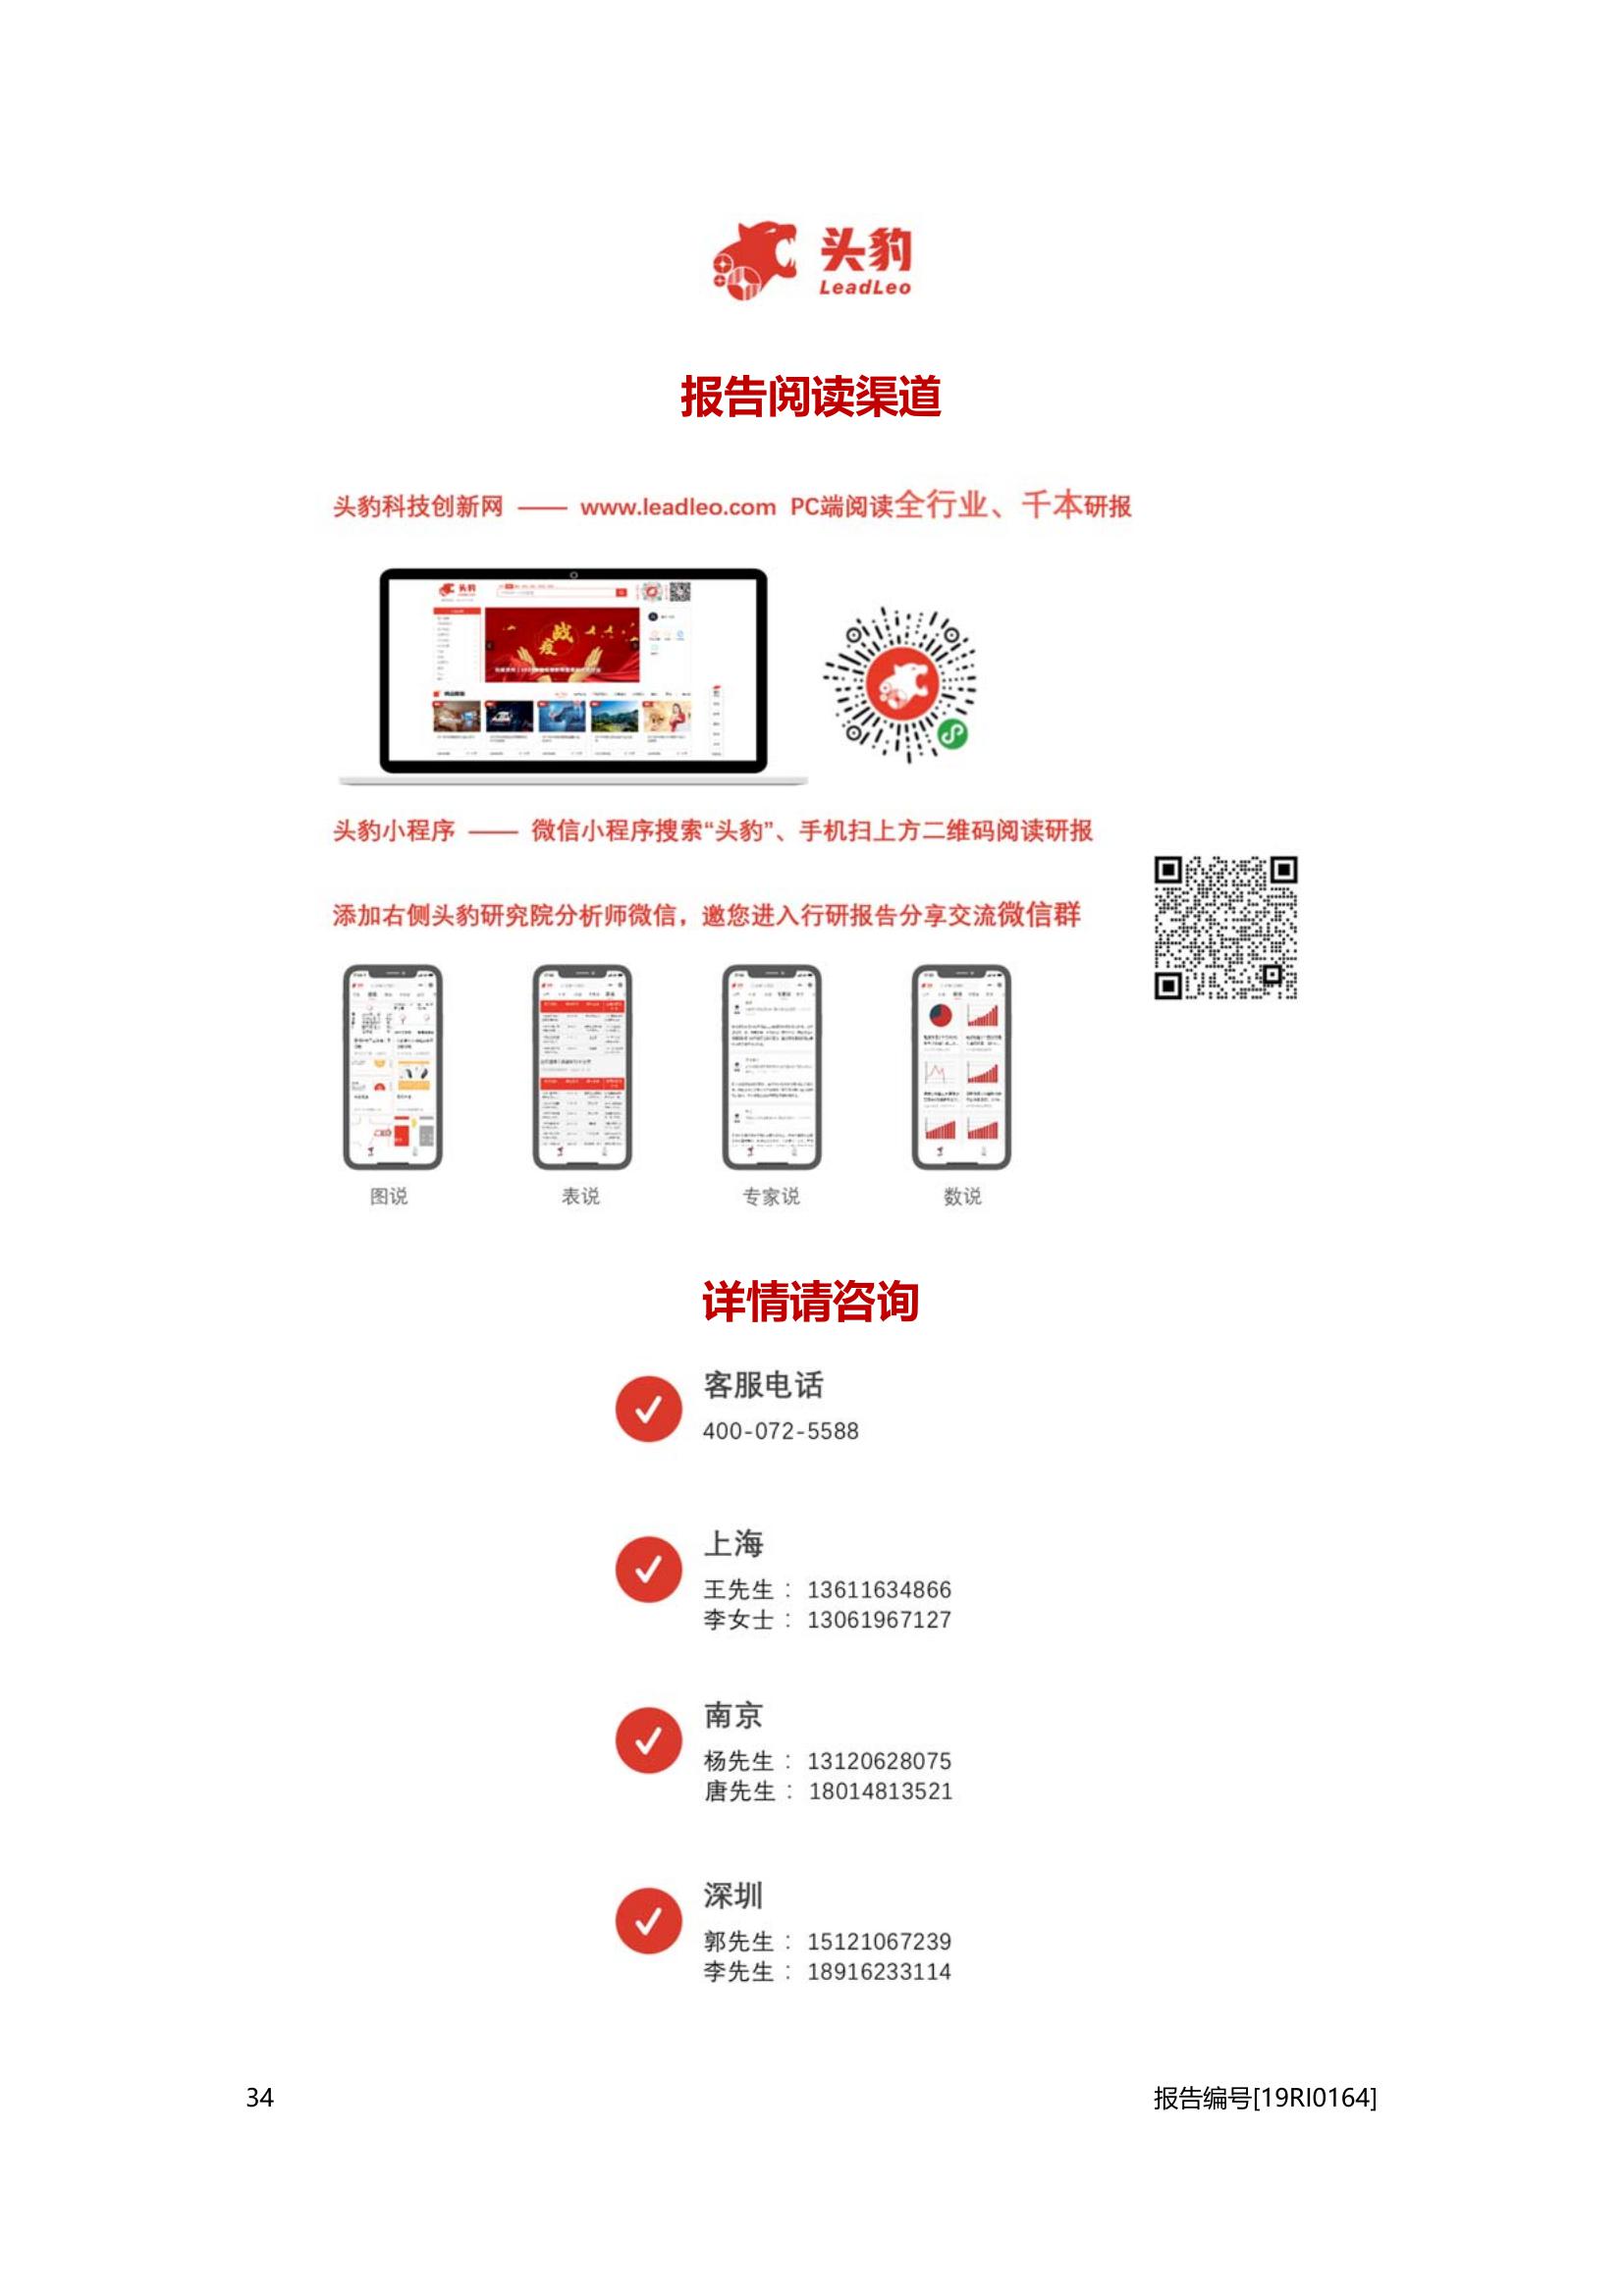 头豹
LeadLeo
报告阅读渠道
头豹科技创新网 —— www.leadleo.com PC端阅读全行业、千本研报
头豹
战
疫
头豹小程序 —— 微信小程序搜索“头豹”、手机扫上方二维码阅读研报
添加右侧头豹研究院分析师微信，邀您进入行研报告分享交流微信群
图说
表说
专家说
数说
详情请咨询
客服电话
400-072-5588
上海
王先生：13611634866
李女士：13061967127
南京
杨先生：13120628075
唐先生：18014813521
深圳
郭先生：15121067239
李先生：18916233114
34
报告编号[19RI0164]